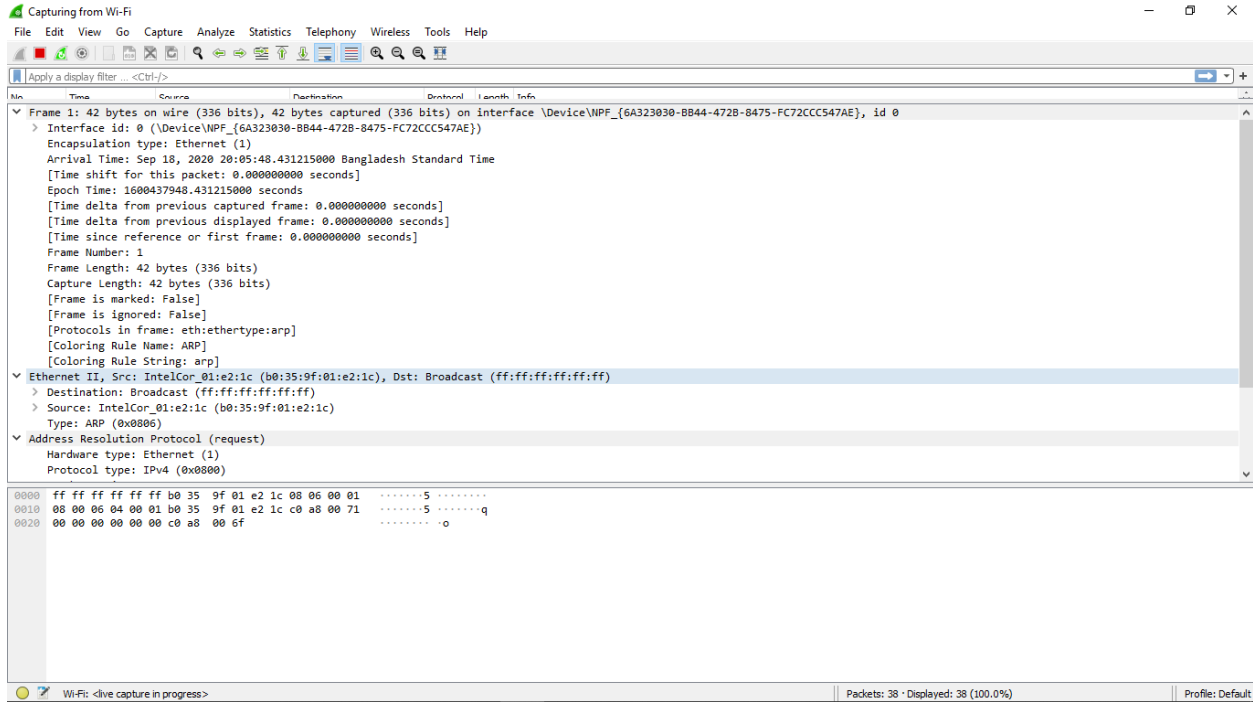 Capturing from Wi-Fi
File Edit View Go Capture Analyze Statistics Telephony Wireless Tools Help
Apply a display filter ... <Ctrl-/>
No. Time Source Destination Protocol Length Info
Frame 1: 42 bytes on wire (336 bits), 42 bytes captured (336 bits) on interface \Device\NPF_{6A323030-BB44-472B-8475-FC72CCC547AE}, id 0
Interface id: 0 (\Device\NPF_{6A323030-BB44-472B-8475-FC72CCC547AE})
Encapsulation type: Ethernet (1)
Arrival Time: Sep 18, 2020 20:05:48.431215000 Bangladesh Standard Time
[Time shift for this packet: 0.000000000 seconds]
Epoch Time: 1600437948.431215000 seconds
[Time delta from previous captured frame: 0.000000000 seconds]
[Time delta from previous displayed frame: 0.000000000 seconds]
[Time since reference or first frame: 0.000000000 seconds]
Frame Number: 1
Frame Length: 42 bytes (336 bits)
Capture Length: 42 bytes (336 bits)
[Frame is marked: False]
[Frame is ignored: False]
[Protocols in frame: eth:ethertype:arp]
[Coloring Rule Name: ARP]
[Coloring Rule String: arp]
Ethernet II, Src: IntelCor_01:e2:1c (b0:35:9f:01:e2:1c), Dst: Broadcast (ff:ff:ff:ff:ff:ff)
Destination: Broadcast (ff:ff:ff:ff:ff:ff)
Source: IntelCor_01:e2:1c (b0:35:9f:01:e2:1c)
Type: ARP (0x0806)
Address Resolution Protocol (request)
Hardware type: Ethernet (1)
Protocol type: IPv4 (0x0800)
0000 ff ff ff ff ff ff b0 35 9f 01 e2 1c 08 06 00 01 ·······5 ········
0010 08 00 06 04 00 01 b0 35 9f 01 e2 1c c0 a8 00 71 ·······5 ·······q
0020 00 00 00 00 00 00 c0 a8 00 6f ········ ·o
Wi-Fi: <live capture in progress> Packets: 38 · Displayed: 38 (100.0%) Profile: Default